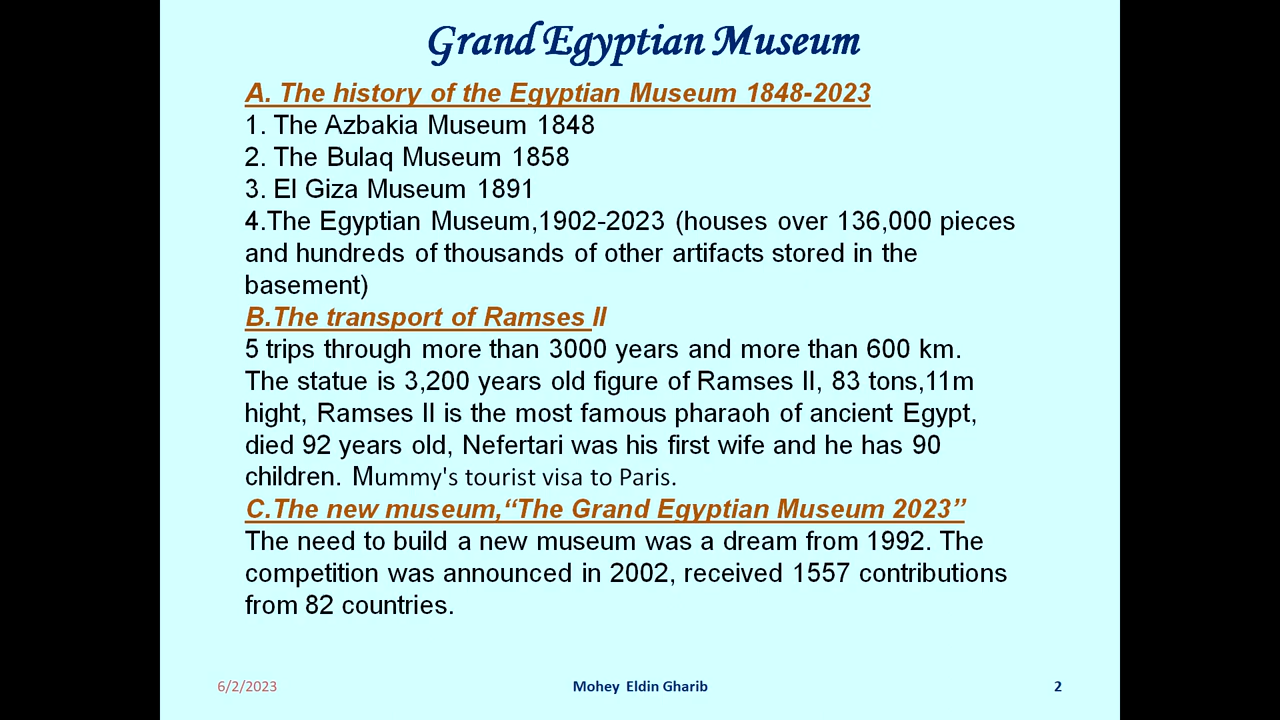 Grand Egyptian Museum
A. The history of the Egyptian Museum 1848-2023
1. The Azbakia Museum 1848
2. The Bulaq Museum 1858
3. El Giza Museum 1891
4.The Egyptian Museum,1902-2023 (houses over 136,000 pieces
and hundreds of thousands of other artifacts stored in the
basement)
B.The transport of Ramses II
5 trips through more than 3000 years and more than 600 km.
The statue is 3,200 years old figure of Ramses II, 83 tons,11m
hight, Ramses II is the most famous pharaoh of ancient Egypt,
died 92 years old, Nefertari was his first wife and he has 90
children. Mummy's tourist visa to Paris.
C.The new museum,“The Grand Egyptian Museum 2023”
The need to build a new museum was a dream from 1992. The
competition was announced in 2002, received 1557 contributions
from 82 countries.
6/2/2023
Mohey Eldin Gharib
2